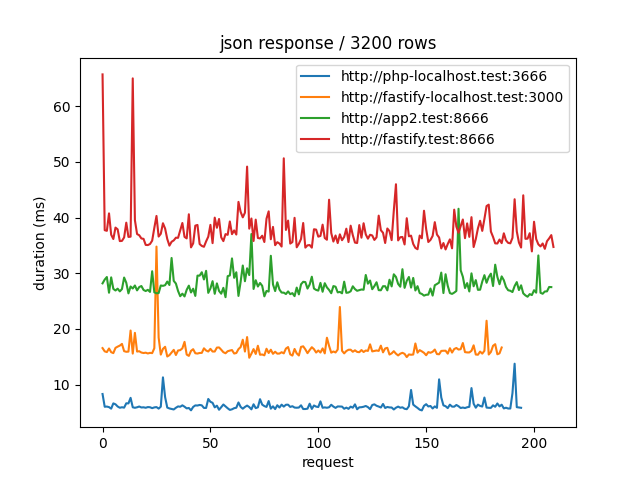 json response / 3200 rows
http://php-localhost.test:3666
http://fastify-localhost.test:3000
http://app2.test:8666
http://fastify.test:8666
60
50
40
30
20
10
duration (ms)
0
50
100
150
200
request